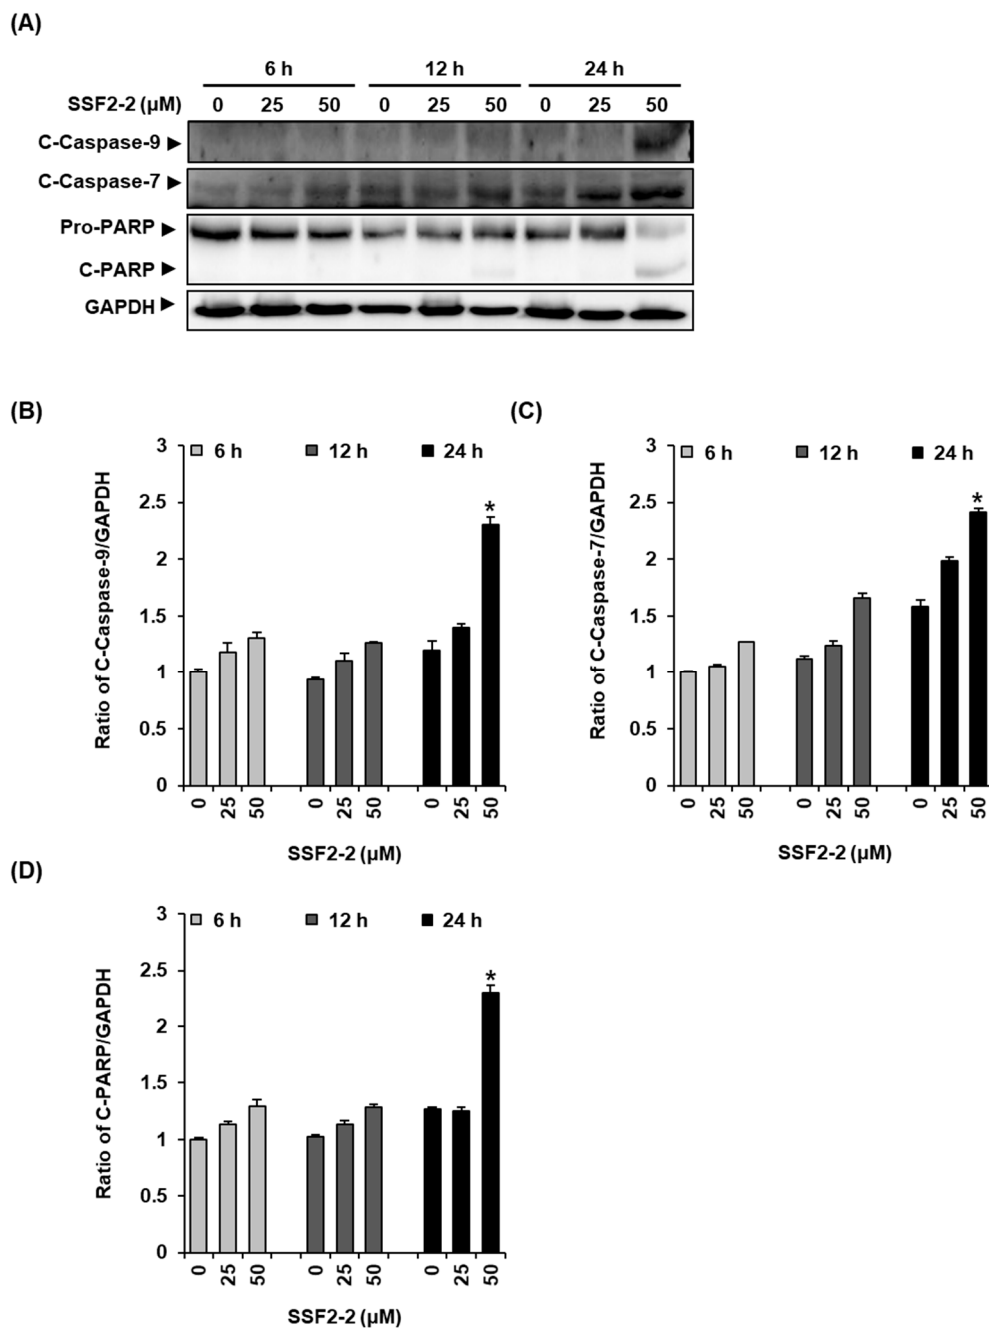 (A)
6 h 12 h 24 h
SSF2-2 (µM) 0 25 50 0 25 50 0 25 50
C-Caspase-9
C-Caspase-7
Pro-PARP
C-PARP
GAPDH
(B)
Ratio of C-Caspase-9/GAPDH
6 h 12 h 24 h
3
2.5
2
1.5
1
0.5
0
*
0 25 50 0 25 50 0 25 50
SSF2-2 (µM)
(C)
Ratio of C-Caspase-7/GAPDH
6 h 12 h 24 h
3
2.5
2
1.5
1
0.5
0
*
0 25 50 0 25 50 0 25 50
SSF2-2 (µM)
(D)
Ratio of C-PARP/GAPDH
6 h 12 h 24 h
3
2.5
2
1.5
1
0.5
0
*
0 25 50 0 25 50 0 25 50
SSF2-2 (µM)